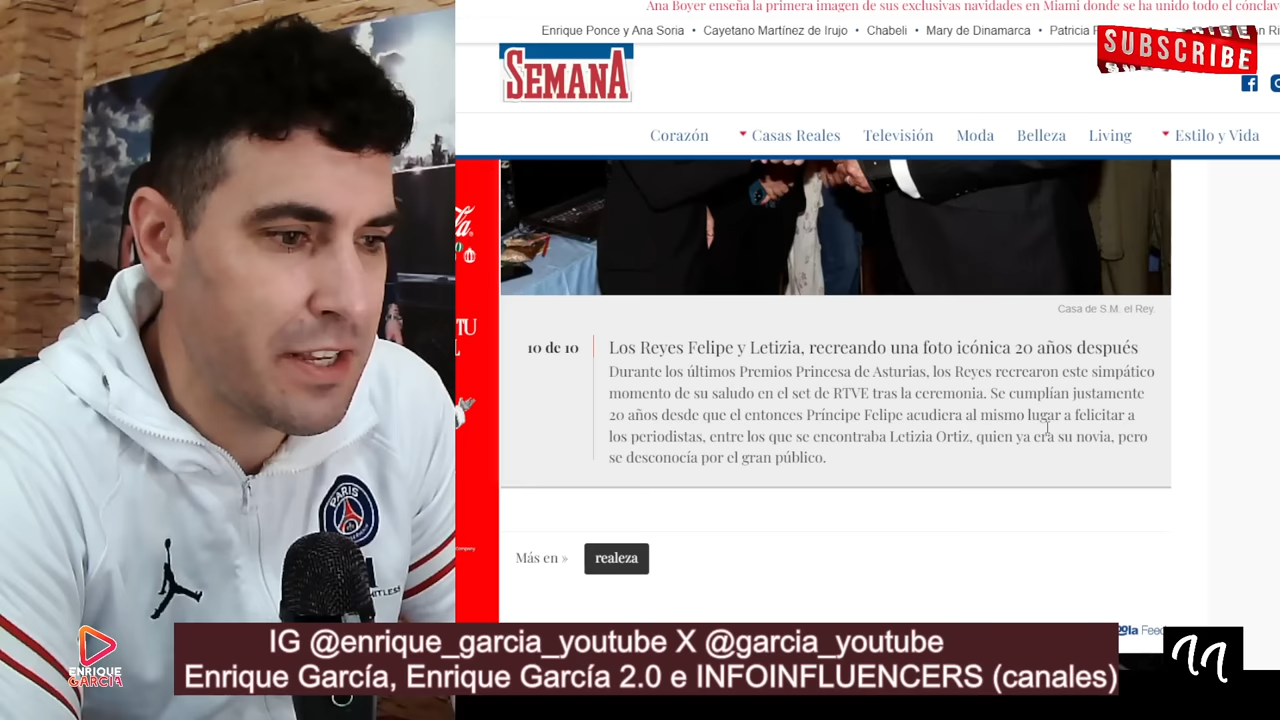 Ana Boyer enseña la primera imagen de sus exclusivas navidades en Miami donde se ha unido todo el cónclav
Enrique Ponce y Ana Soria • Cayetano Martínez de Irujo • Chabeli • Mary de Dinamarca • Patricia
SUBSCRIBE
SEMANA
Corazón Casas Reales Televisión Moda Belleza Living Estilo y Vida
Casa de S.M. el Rey.
10 de 10
Los Reyes Felipe y Letizia, recreando una foto icónica 20 años después
Durante los últimos Premios Princesa de Asturias, los Reyes recrearon este simpático
momento de su saludo en el set de RTVE tras la ceremonia. Se cumplían justamente
20 años desde que el entonces Príncipe Felipe acudiera al mismo lugar a felicitar a
los periodistas, entre los que se encontraba Letizia Ortiz, quien ya era su novia, pero
se desconocía por el gran público.
Más en » realeza
PARIS
IG @enrique_garcia_youtube X @garcia_youtube
Enrique García, Enrique García 2.0 e INFONFLUENCERS (canales)
ENRIQUE
GARCÍA